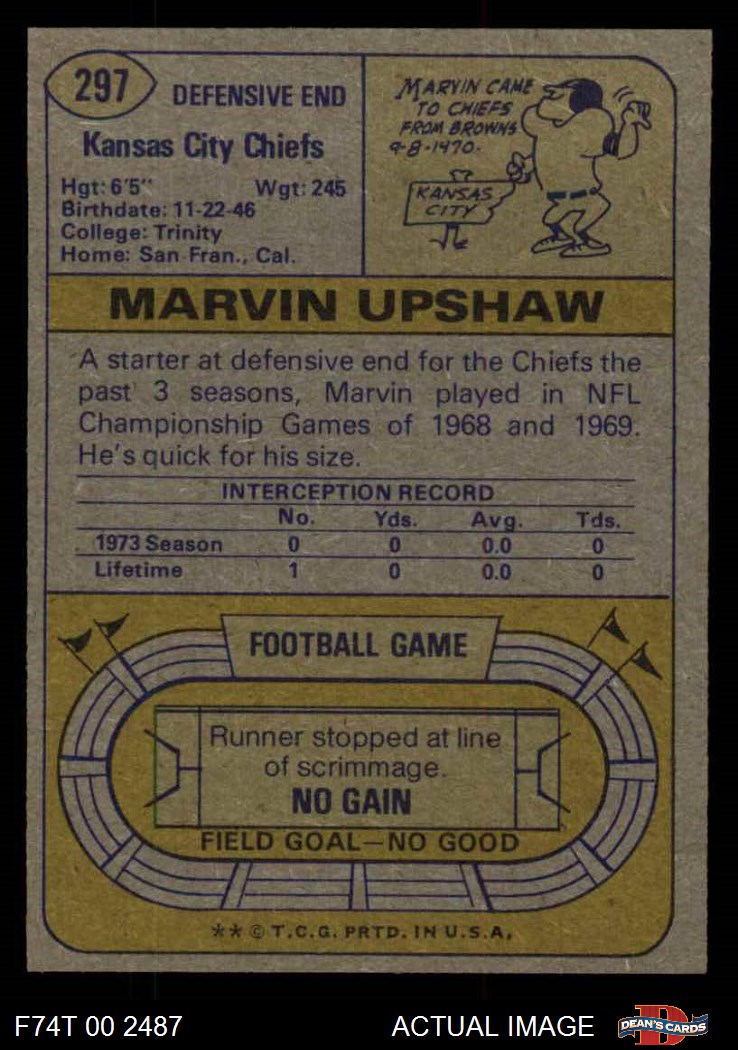 297
DEFENSIVE END
Kansas City Chiefs
Hgt: 6'5" Wgt: 245
Birthdate: 11-22-46
College: Trinity
Home: San Fran., Cal.
MARVIN CAME
TO CHIEFS
FROM BROWNS
9-8-1970.
KANSAS
CITY
MARVIN UPSHAW
A starter at defensive end for the Chiefs the
past 3 seasons, Marvin played in NFL
Championship Games of 1968 and 1969.
He's quick for his size.
INTERCEPTION RECORD
No. Yds. Avg. Tds.
1973 Season 0 0 0.0 0
Lifetime 1 0 0.0 0
FOOTBALL GAME
Runner stopped at line
of scrimmage.
NO GAIN
FIELD GOAL—NO GOOD
** © T.C.G. PRTD. IN U.S.A.
F74T 00 2487 ACTUAL IMAGE
D
DEAN'S CARDS